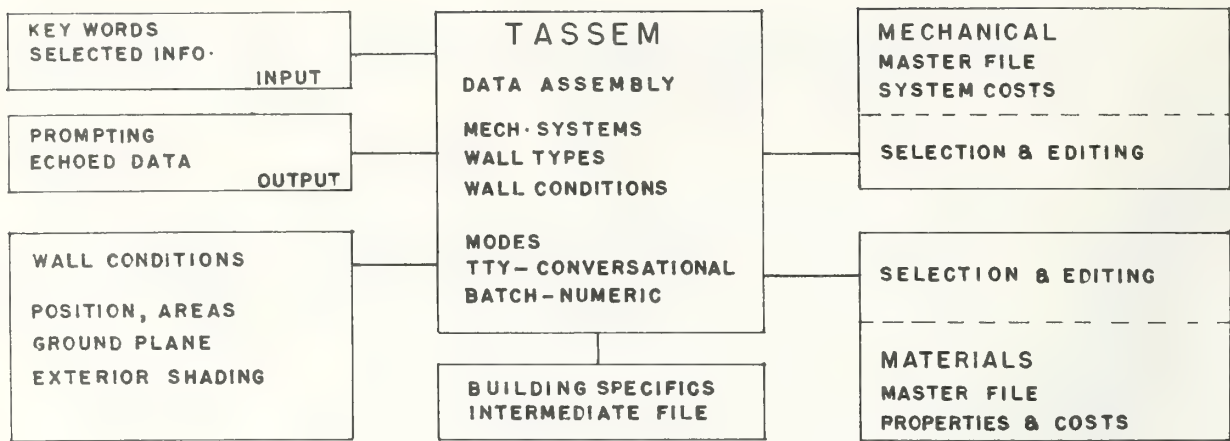 KEY WORDS
SELECTED INFO.
INPUT
PROMPTING
ECHOED DATA
OUTPUT
WALL CONDITIONS
POSITION, AREAS
GROUND PLANE
EXTERIOR SHADING
TASSEM
DATA ASSEMBLY
MECH. SYSTEMS
WALL TYPES
WALL CONDITIONS
MODES
TTY-CONVERSATIONAL
BATCH-NUMERIC
BUILDING SPECIFICS
INTERMEDIATE FILE
MECHANICAL
MASTER FILE
SYSTEM COSTS
SELECTION & EDITING
SELECTION & EDITING
MATERIALS
MASTER FILE
PROPERTIES & COSTS